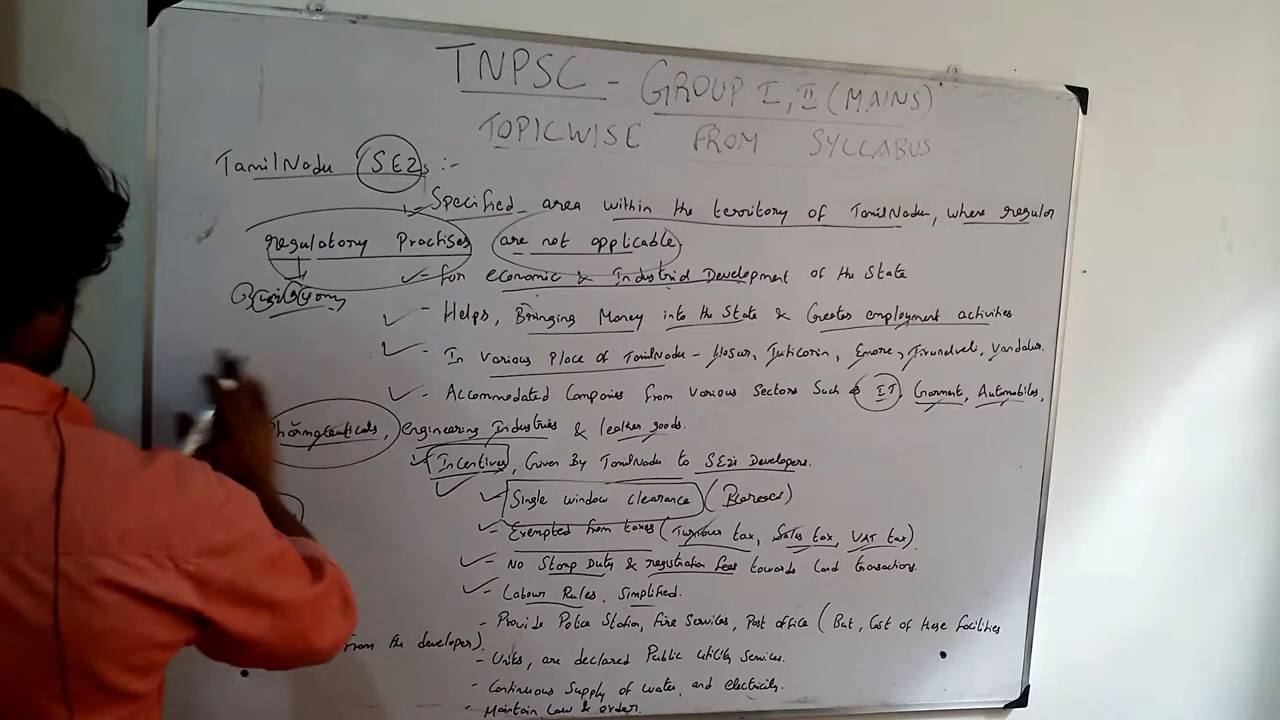 TNPSC - GROUP I, II (MAINS)
TOPICWISE FROM SYLLABUS
TamilNadu SEZs :-
- Specified area within the territory of TamilNadu, where regular
regulatory Practises are not applicable
- For economic & Industrial Development of the State
- Helps, Bringing Money into the State & Creates employment activities
- In Various Place of TamilNadu - Hosur, Tuticorin, Ennore, Tirunelveli, Vandalur.
- Accommodated Companies from Various Sectors Such as IT, Garment, Automobiles,
Pharmaceuticals, engineering Industries & leather goods.
Incentives, Given By TamilNadu to SEZs Developers.
- Single window clearance
- Exempted from taxes (Turnover tax, Sales tax, VAT tax).
- No Stamp Duty & registration fees towards Land transactions.
- Labour Rules, Simplified.
- Provide Police Station, Fire Services, Post office (But, Cost of these facilities
from the developer).
- Units, are declared Public Utility Services.
- Continuous Supply of water, and electricity.
- Maintain Law & order.